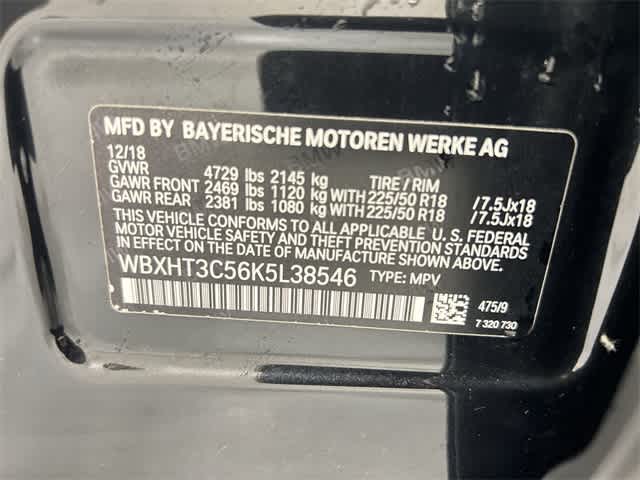 MFD BY BAYERISCHE MOTOREN WERKE AG
12/18
GVWR 4729 lbs 2145 kg TIRE / RIM
GAWR FRONT 2469 lbs 1120 kg WITH 225/50 R18 /7.5Jx18
GAWR REAR 2381 lbs 1080 kg WITH 225/50 R18 /7.5Jx18
THIS VEHICLE CONFORMS TO ALL APPLICABLE U. S. FEDERAL
MOTOR VEHICLE SAFETY AND THEFT PREVENTION STANDARDS
IN EFFECT ON THE DATE OF MANUFACTURE SHOWN ABOVE.
WBXHT3C56K5L38546 TYPE: MPV
475/9
7 320 730